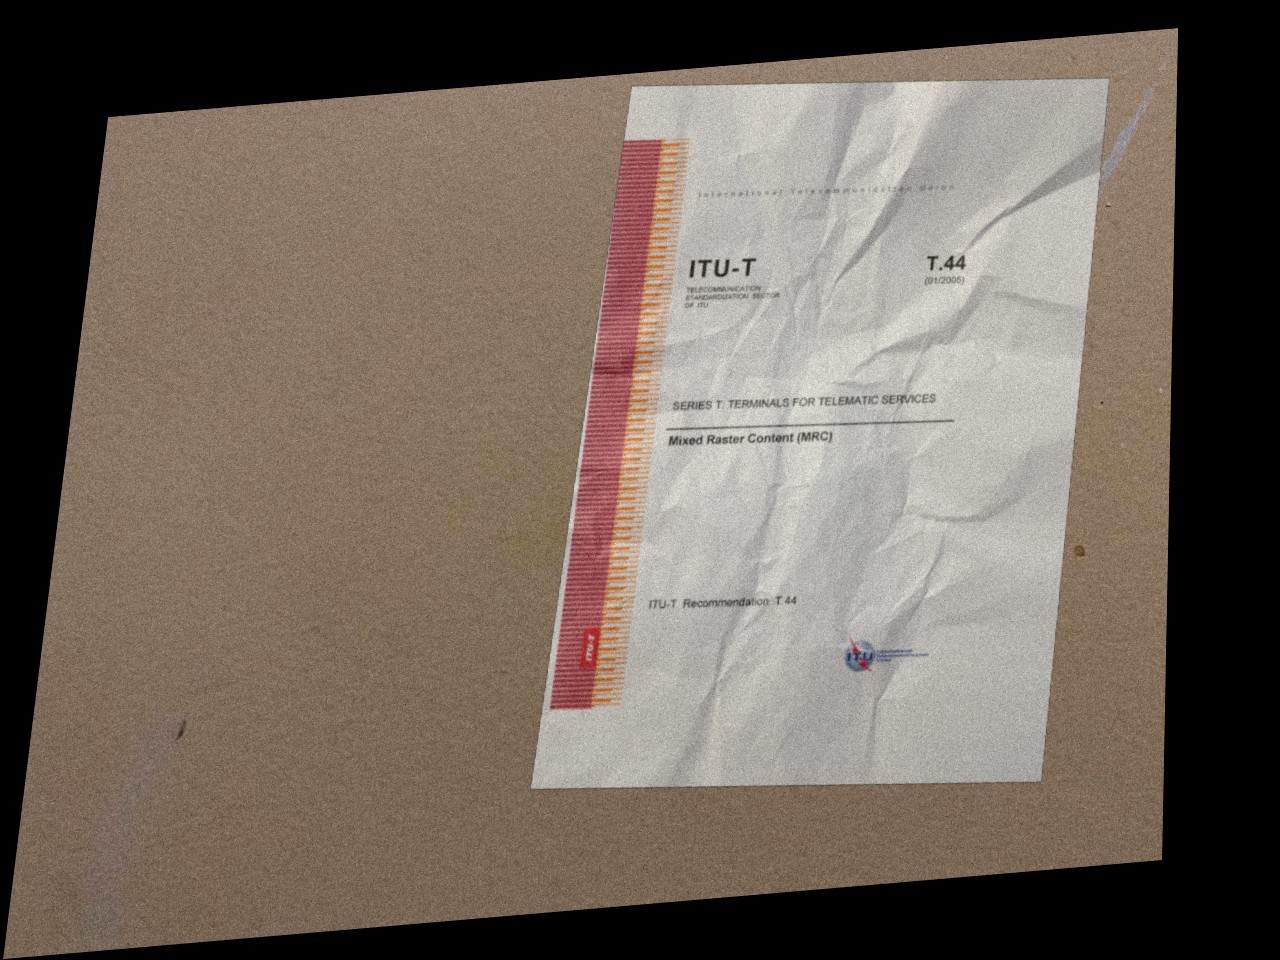 International Telecommunication Union
ITU-T
T.44
TELECOMMUNICATION
STANDARDIZATION SECTOR
OF ITU
(01/2005)
SERIES T: TERMINALS FOR TELEMATIC SERVICES
Mixed Raster Content (MRC)
ITU-T Recommendation T.44
ITU-T
ITU